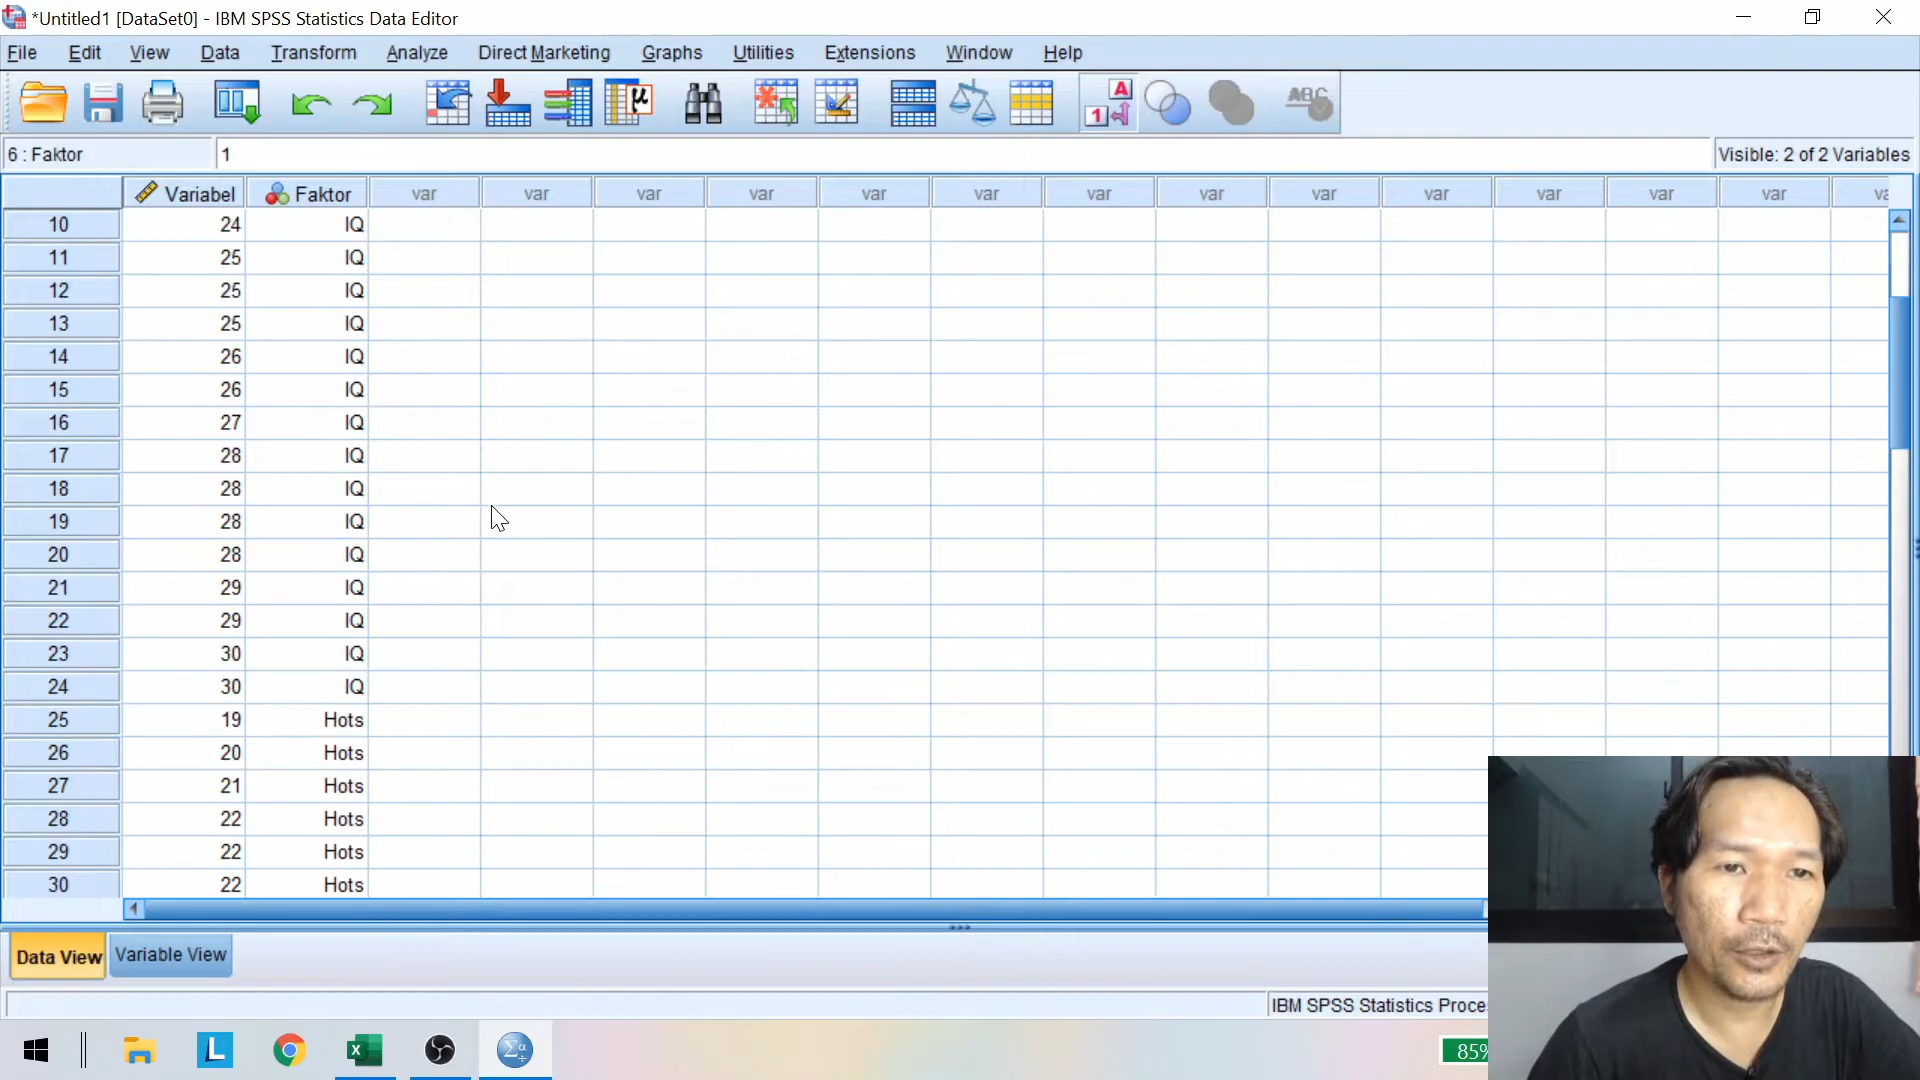 *Untitled1 [DataSet0] - IBM SPSS Statistics Data Editor
File Edit View Data Transform Analyze Direct Marketing Graphs Utilities Extensions Window Help
6 : Faktor 1 Visible: 2 of 2 Variables
Variabel Faktor var var var var var var var var var var var var var
10 24 IQ
11 25 IQ
12 25 IQ
13 25 IQ
14 26 IQ
15 26 IQ
16 27 IQ
17 28 IQ
18 28 IQ
19 28 IQ
20 28 IQ
21 29 IQ
22 29 IQ
23 30 IQ
24 30 IQ
25 19 Hots
26 20 Hots
27 21 Hots
28 22 Hots
29 22 Hots
30 22 Hots
Data View Variable View
IBM SPSS Statistics Proce
85%